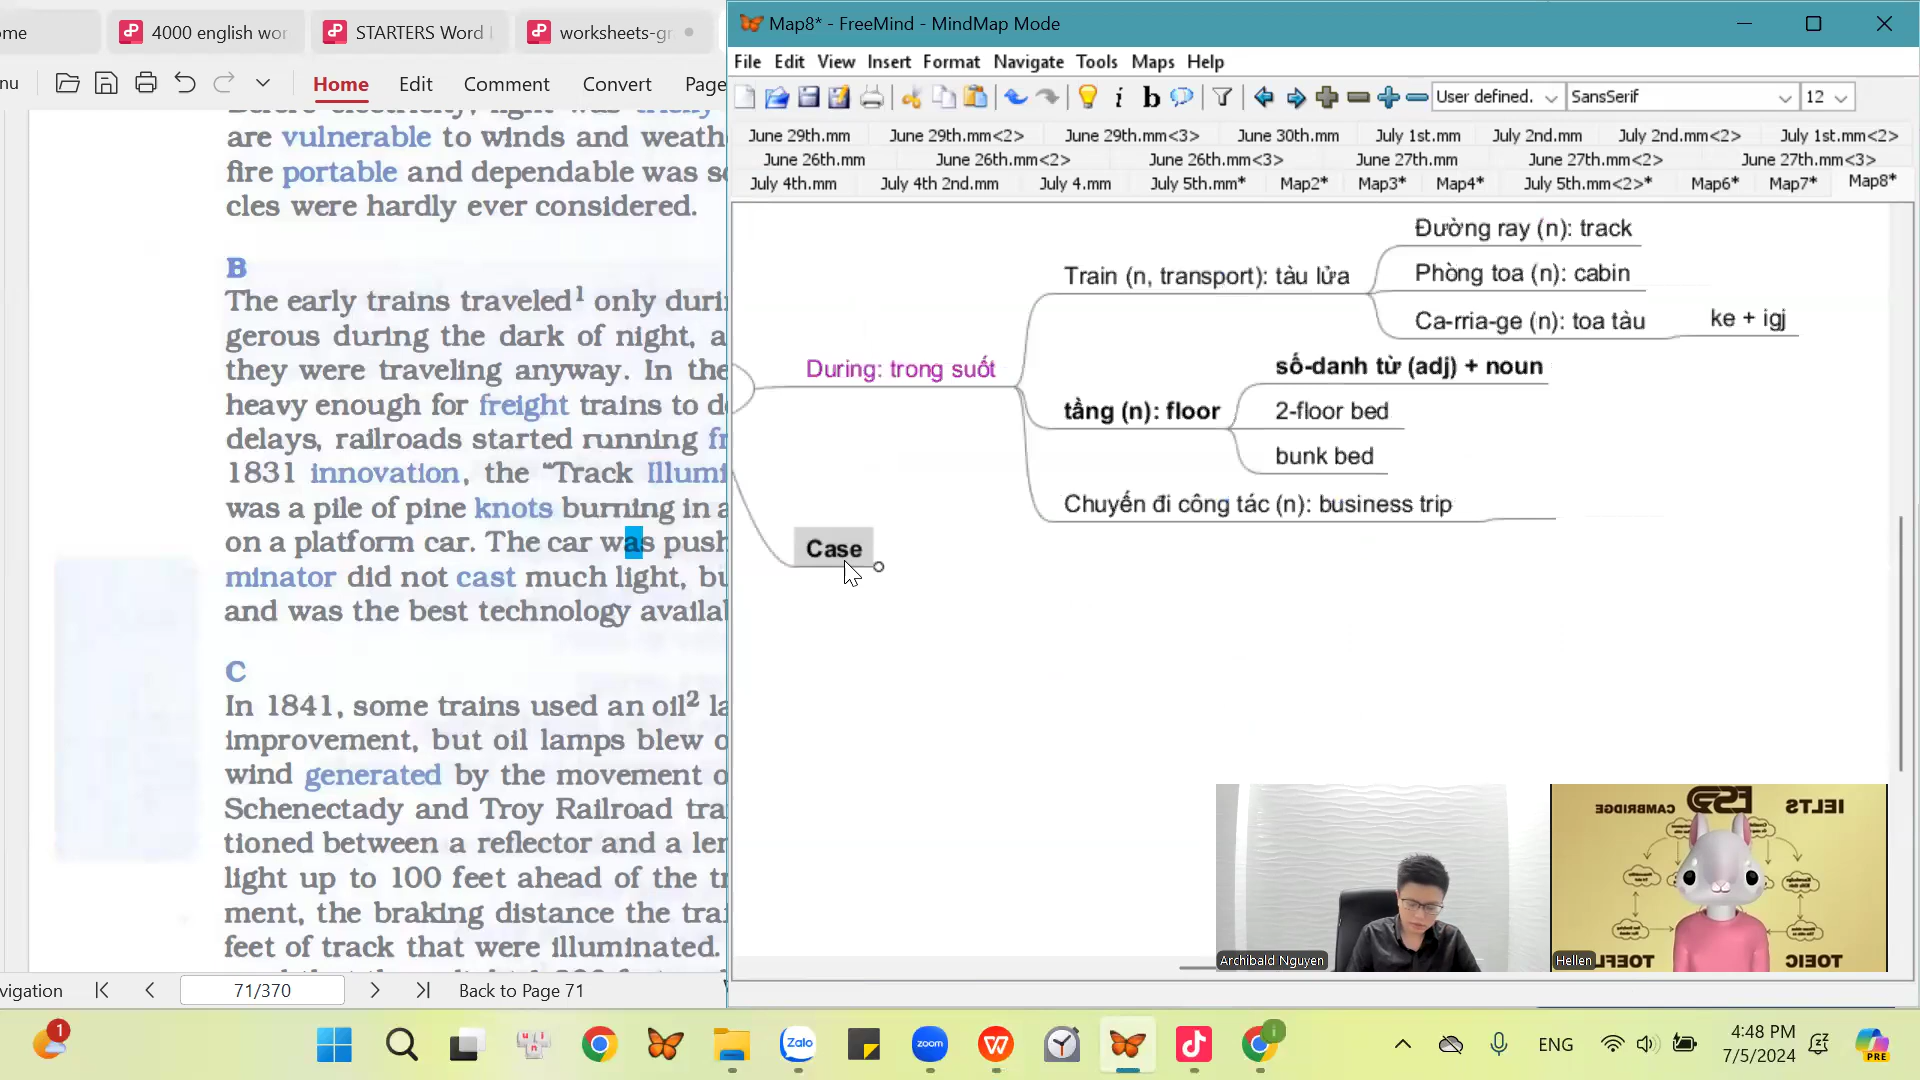 ome
4000 english wor
STARTERS Word l
worksheets-gr
nu
Home
Edit
Comment
Convert
Page
are vulnerable to winds and weath
fire portable and dependable was s
cles were hardly ever considered.
B
The early trains traveled1 only duri
gerous during the dark of night, a
they were traveling anyway. In the
heavy enough for freight trains to d
delays, railroads started running fr
1831 innovation, the "Track Illumi
was a pile of pine knots burning in a
on a platform car. The car was push
minator did not cast much light, bu
and was the best technology availal
C
In 1841, some trains used an oil2 la
improvement, but oil lamps blew o
wind generated by the movement o
Schenectady and Troy Railroad tra
tioned between a reflector and a len
light up to 100 feet ahead of the tr
ment, the braking distance the trai
feet of track that were illuminated.
vigation
71/370
Back to Page 71
Map8* - FreeMind - MindMap Mode
File Edit View Insert Format Navigate Tools Maps Help
User defined.
SansSerif
12
June 29th.mm
June 29th.mm<2>
June 29th.mm<3>
June 30th.mm
July 1st.mm
July 2nd.mm
July 2nd.mm<2>
July 1st.mm<2>
June 26th.mm
June 26th.mm<2>
June 26th.mm<3>
June 27th.mm
June 27th.mm<2>
June 27th.mm<3>
July 4th.mm
July 4th 2nd.mm
July 4.mm
July 5th.mm*
Map2*
Map3*
Map4*
July 5th.mm<2>*
Map6*
Map7*
Map8*
During: trong suốt
Train (n, transport): tàu lửa
Đường ray (n): track
Phòng toa (n): cabin
Ca-rria-ge (n): toa tàu
ke + igj
tầng (n): floor
số-danh từ (adj) + noun
2-floor bed
bunk bed
Chuyến đi công tác (n): business trip
Case
Archibald Nguyen
CAMBRIDGE
IELTS
TOEFL
TOEIC
Hellen
1
Zalo
zoom
ENG
4:48 PM
7/5/2024
PRE